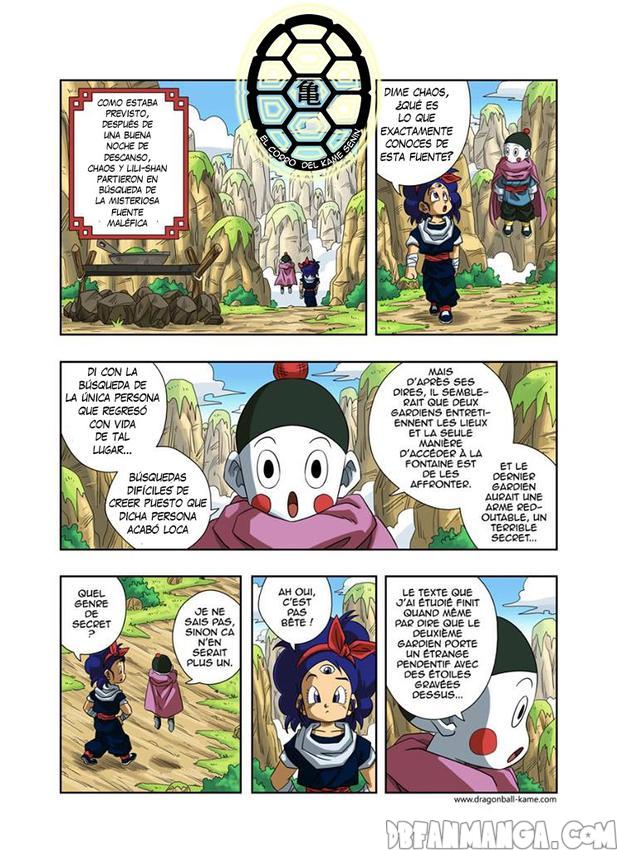 亀
EL CORRO DEL KAME SENIN
COMO ESTABA
PREVISTO,
DESPUÉS DE
UNA BUENA
NOCHE DE
DESCANSO,
CHAOS Y LILI-SHAN
PARTIERON EN
BÚSQUEDA DE
LA MISTERIOSA
FUENTE
MALÉFICA
DIME CHAOS,
¿QUÉ ES
LO QUE
EXACTAMENTE
CONOCES DE
ESTA FUENTE?
DI CON LA
BÚSQUEDA DE
LA ÚNICA PERSONA
QUE REGRESÓ
CON VIDA
DE TAL
LUGAR...
BÚSQUEDAS
DIFÍCILES DE
CREER PUESTO QUE
DICHA PERSONA
ACABÓ LOCA
MAIS
D'APRÈS SES
DIRES, IL SEMBLE-
RAIT QUE DEUX
GARDIENS ENTRETI-
ENNENT LES LIEUX
ET LA SEULE
MANIÈRE
D'ACCÉDER À LA
FONTAINE EST
DE LES
AFFRONTER.
ET LE
DERNIER
GARDIEN
AURAIT UNE
ARME RED-
OUTABLE, UN
TERRIBLE
SECRET...
QUEL
GENRE
DE
SECRET
?
JE NE
SAIS PAS,
SINON CA
N'EN
SERAIT
PLUS UN.
AH OUI,
C'EST
PAS
BÊTE !
LE TEXTE QUE
J'AI ÉTUDIÉ FINIT
QUAND MÊME
PAR DIRE QUE LE
DEUXIÈME
GARDIEN PORTE
UN ÉTRANGE
PENDENTIF AVEC
DES ÉTOILES
GRAVÉES
DESSUS...
www.dragonball-kame.com
DBFANMANGA.COM